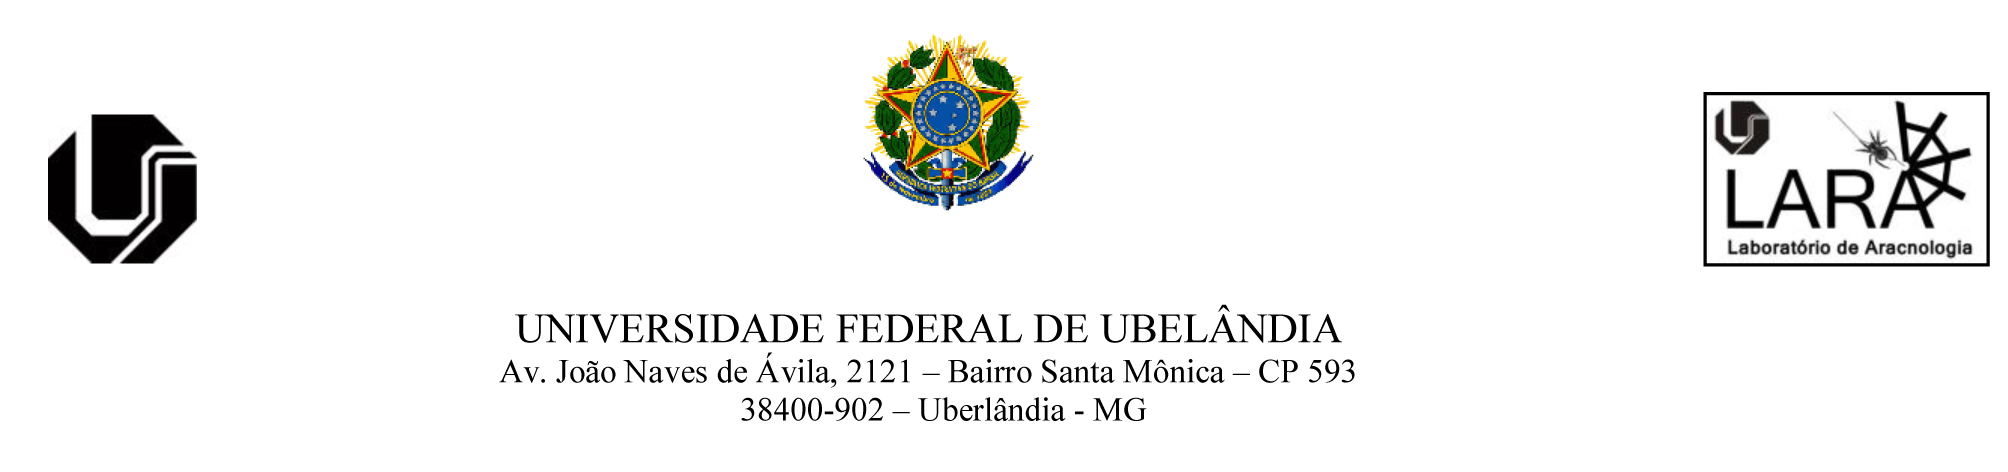 LARA
Laboratório de Aracnologia
UNIVERSIDADE FEDERAL DE UBELÂNDIA
Av. João Naves de Ávila, 2121 – Bairro Santa Mônica – CP 593
38400-902 – Uberlândia - MG